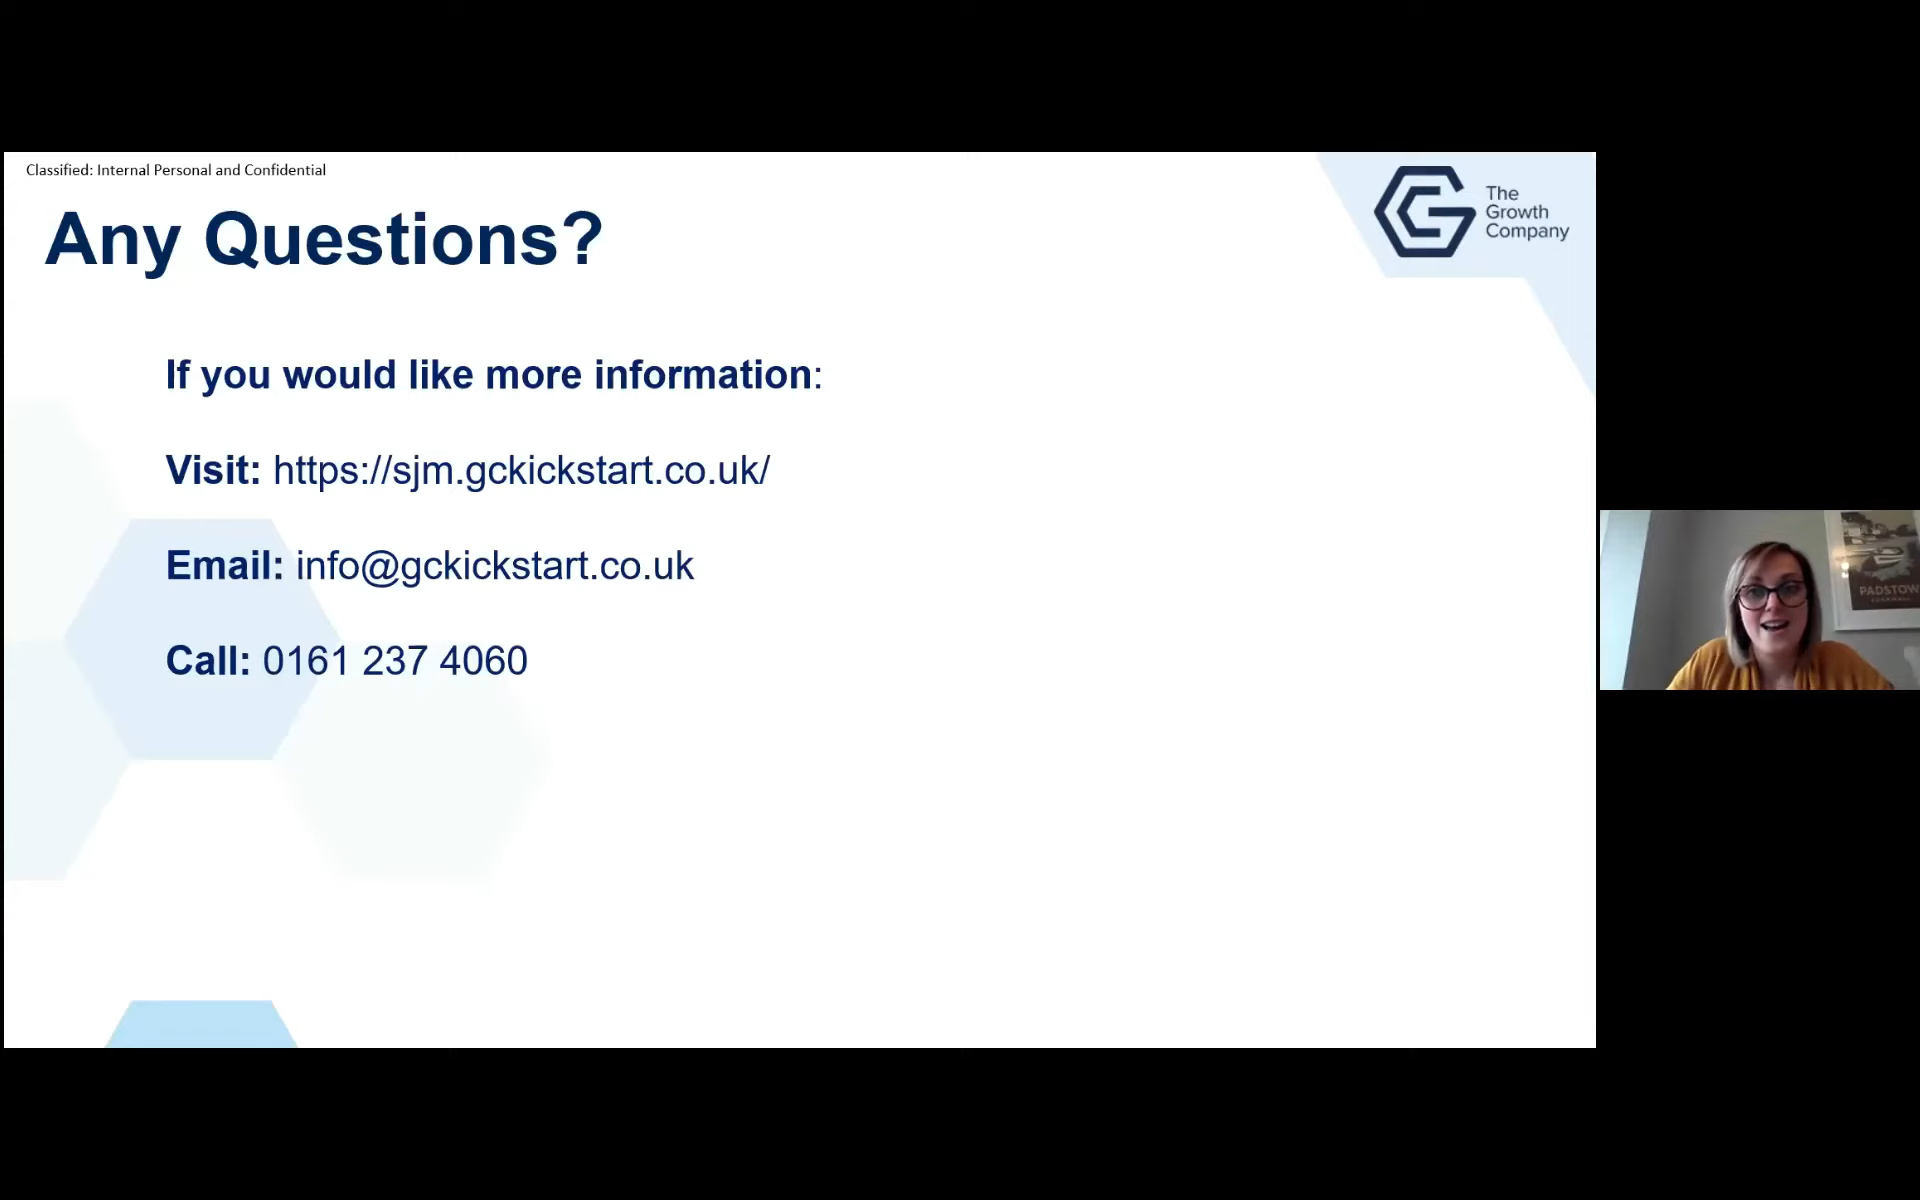 Classified: Internal Personal and Confidential
The
Growth
Company
Any Questions?
If you would like more information:
Visit: https://sjm.gckickstart.co.uk/
Email: info@gckickstart.co.uk
Call: 0161 237 4060
PADSTOW